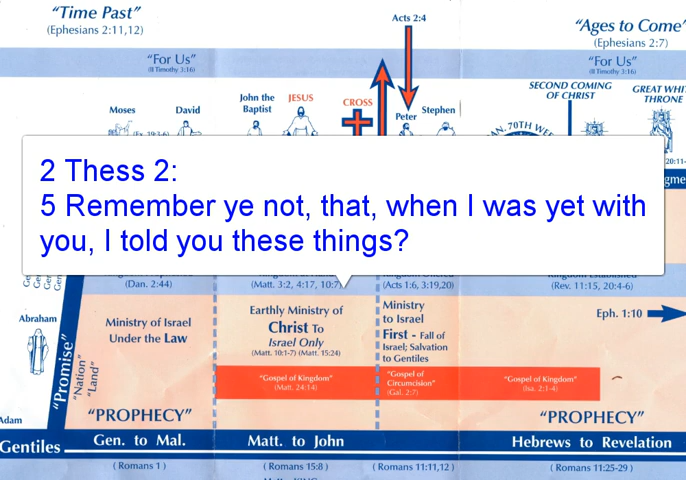 "Time Past"
(Ephesians 2:11,12)
Acts 2:4
"Ages to Come"
(Ephesians 2:7)
"For Us"
(II Timothy 3:16)
"For Us"
(II Timothy 3:16)
SECOND COMING
OF CHRIST
GREAT WHI
THRONE
Moses
David
John the
Baptist
JESUS
CROSS
Peter
Stephen
70TH WE
20:11-
2 Thess 2:
5 Remember ye not, that, when I was yet with
you, I told you these things?
(Dan. 2:44)
(Matt. 3:2, 4:17, 10:7)
(Acts 1:6, 3:19,20)
(Rev. 11:15, 20:4-6)
Abraham
"Promise"
"Nation"
"Land"
Ministry of Israel
Under the Law
Earthly Ministry of
Christ To
Israel Only
(Matt. 10:1-7) (Matt. 15:24)
Ministry
to Israel
First - Fall of
Israel; Salvation
to Gentiles
Eph. 1:10
"Gospel of Kingdom"
(Matt. 24:14)
"Gospel of
Circumcision"
(Gal. 2:7)
"Gospel of Kingdom"
(Isa. 2:1-4)
"PROPHECY"
"PROPHECY"
Adam
Gentiles
Gen. to Mal.
Matt. to John
Hebrews to Revelation
( Romans 1 )
( Romans 15:8 )
( Romans 11:11,12 )
( Romans 11:25-29 )